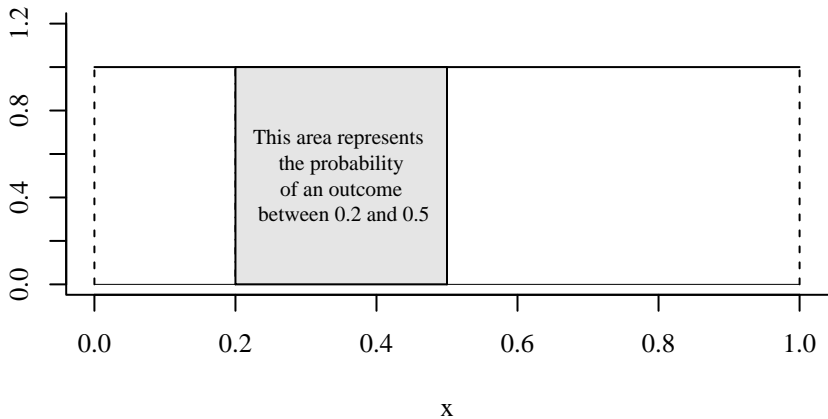 1.2
0.8
0.4
0.0
This area represents
the probability
of an outcome
between 0.2 and 0.5
0.0 0.2 0.4 0.6 0.8 1.0
x